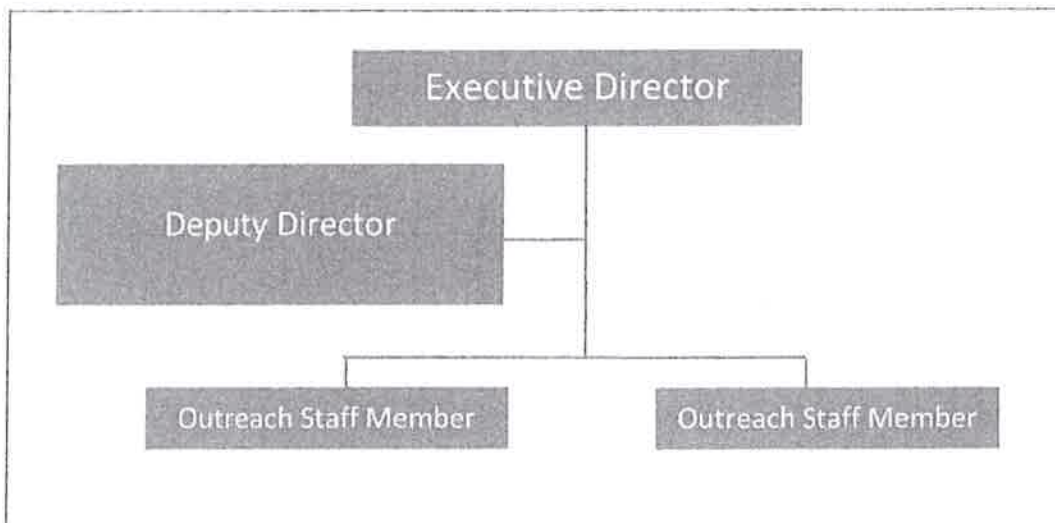 Executive Director
Deputy Director
Outreach Staff Member
Outreach Staff Member